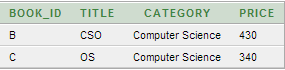 BOOK_ID TITLE CATEGORY PRICE
B CSO Computer Science 430
C OS Computer Science 340